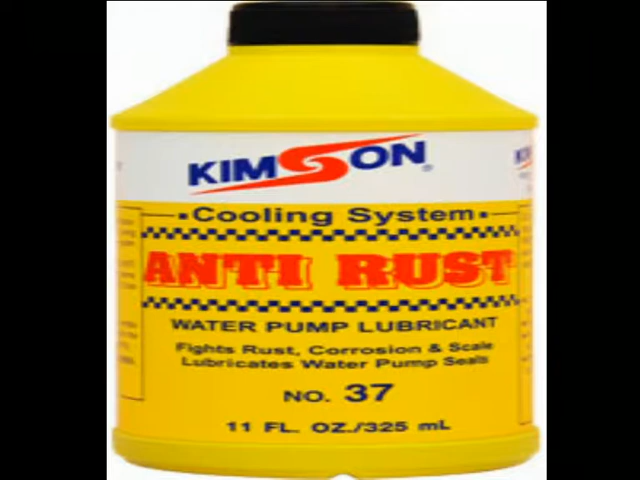 KIMSON®
Cooling System
ANTI RUST
WATER PUMP LUBRICANT
Fights Rust, Corrosion & Scale
Lubricates Water Pump Seals
NO. 37
11 FL. OZ./325 mL